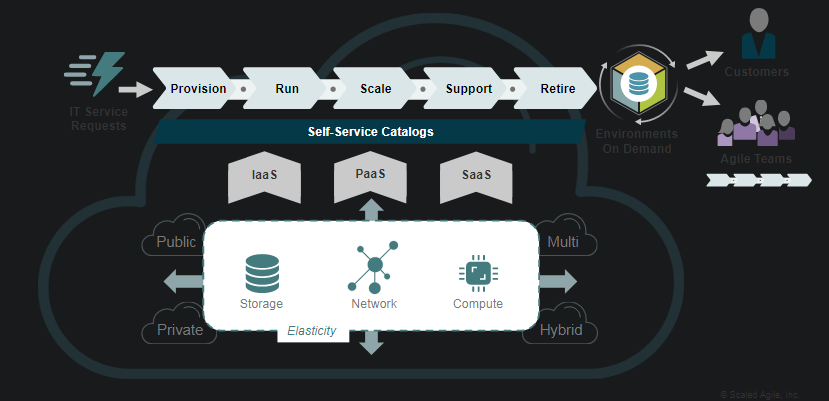 Customers
Provision
Run
Scale
Support
Retire
IT Service
Requests
Self-Service Catalogs
Environments
On Demand
Agile Teams
IaaS
PaaS
SaaS
Public
Multi
Storage
Network
Compute
Private
Elasticity
Hybrid
© Scaled Agile, Inc.